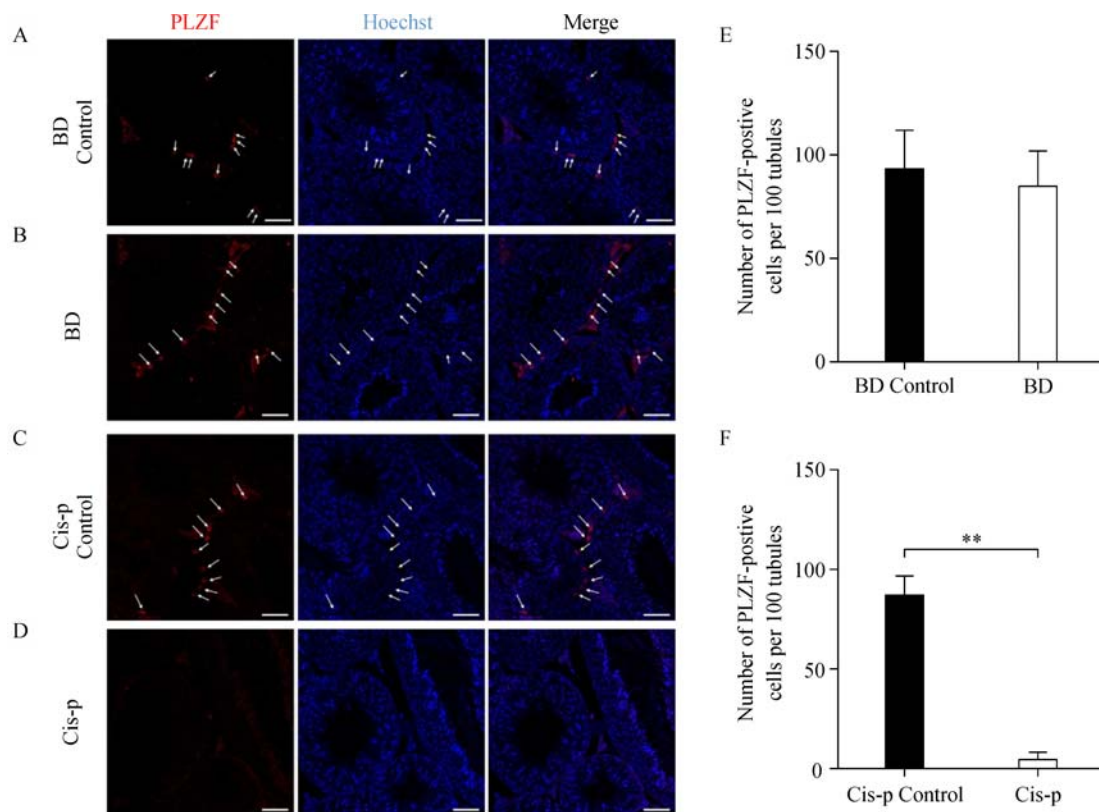 PLZF
Hoechst
Merge
A
BD
Control
B
BD
C
Cis-p
Control
D
Cis-p
E
Number of PLZF-postive
cells per 100 tubules
150
100
50
0
BD Control
BD
F
Number of PLZF-postive
cells per 100 tubules
150
100
50
0
**
Cis-p Control
Cis-p